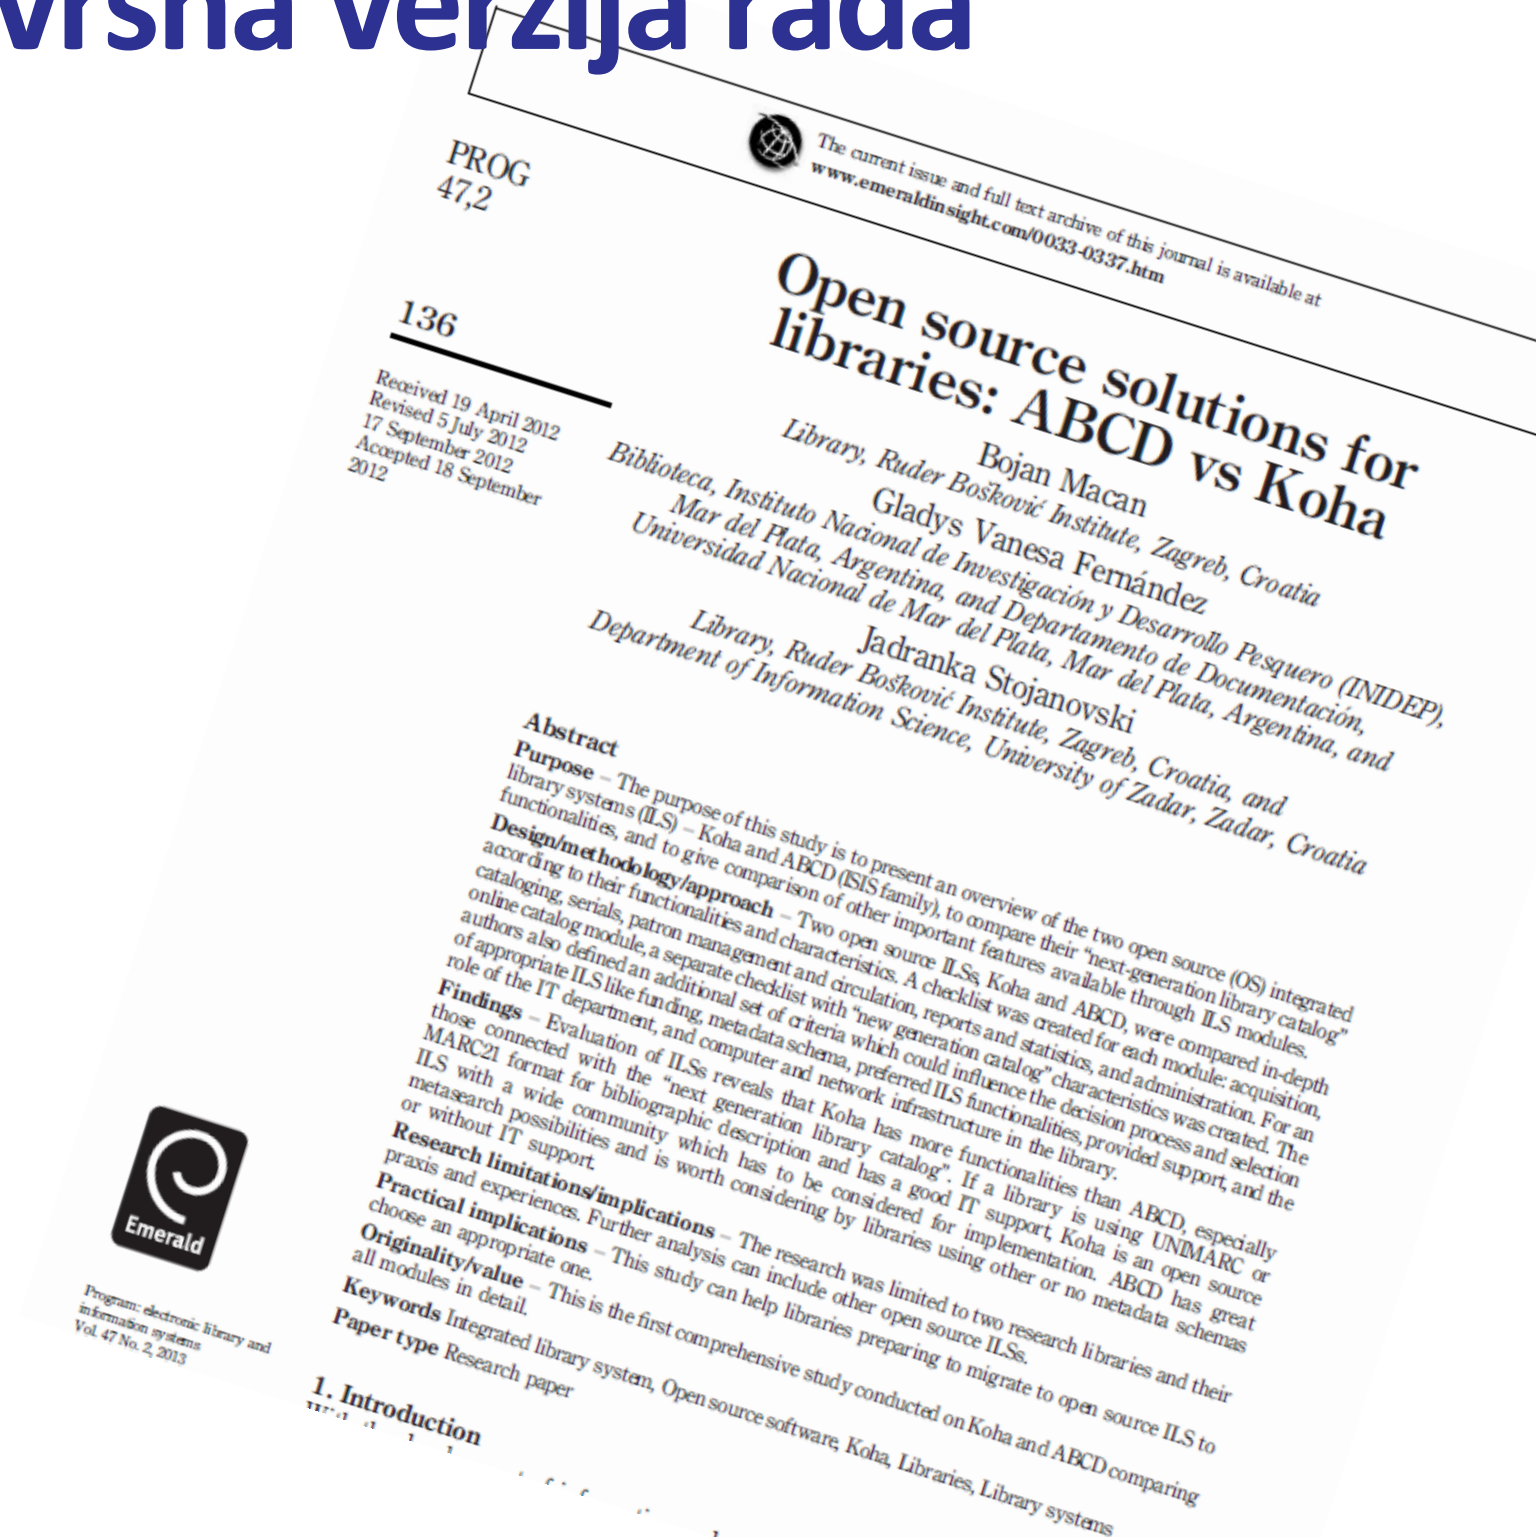 vršna verzija rada
The current issue and full text archive of this journal is available at
www.emeraldinsight.com/0033-0337.htm
PROG
47,2
136
Received 19 April 2012
Revised 5 July 2012
17 September 2012
Accepted 18 September
2012
Open source solutions for
libraries: ABCD vs Koha
Bojan Macan
Library, Ruder Bošković Institute, Zagreb, Croatia
Gladys Vanesa Fernández
Biblioteca, Instituto Nacional de Investigación y Desarrollo Pesquero (INIDEP),
Mar del Plata, Argentina, and Departamento de Documentación,
Universidad Nacional de Mar del Plata, Mar del Plata, Argentina, and
Jadranka Stojanovski
Library, Ruder Bošković Institute, Zagreb, Croatia, and
Department of Information Science, University of Zadar, Zadar, Croatia
Abstract
Purpose – The purpose of this study is to present an overview of the two open source (OS) integrated
library systems (ILS) – Koha and ABCD (ISIS family), to compare their “next-generation library catalog”
functionalities, and to give comparison of other important features available through ILS modules.
Design/methodology/approach – Two open source ILSs, Koha and ABCD, were compared in-depth
according to their functionalities and characteristics. A checklist was created for each module: acquisition,
cataloging, serials, patron management and circulation, reports and statistics, and administration. For an
online catalog module, a separate checklist with “new generation catalog” characteristics was created. The
authors also defined an additional set of criteria which could influence the decision process and selection
of appropriate ILS like funding, metadata schema, preferred ILS functionalities, provided support, and the
role of the IT department, and computer and network infrastructure in the library.
Findings – Evaluation of ILSs reveals that Koha has more functionalities than ABCD, especially
those connected with the “next generation library catalog”. If a library is using UNIMARC or
MARC21 format for bibliographic description and has a good IT support, Koha is an open source
ILS with a wide community which has to be considered for implementation. ABCD has great
metasearch possibilities and is worth considering by libraries using other or no metadata schemas
or without IT support.
Research limitations/implications – The research was limited to two research libraries and their
praxis and experiences. Further analysis can include other open source ILSs.
Practical implications – This study can help libraries preparing to migrate to open source ILS to
choose an appropriate one.
Originality/value – This is the first comprehensive study conducted on Koha and ABCD comparing
all modules in detail.
Keywords Integrated library system, Open source software, Koha, Libraries, Library systems
Paper type Research paper
1. Introduction
Emerald
Program: electronic library and
information systems
Vol. 47 No. 2, 2013